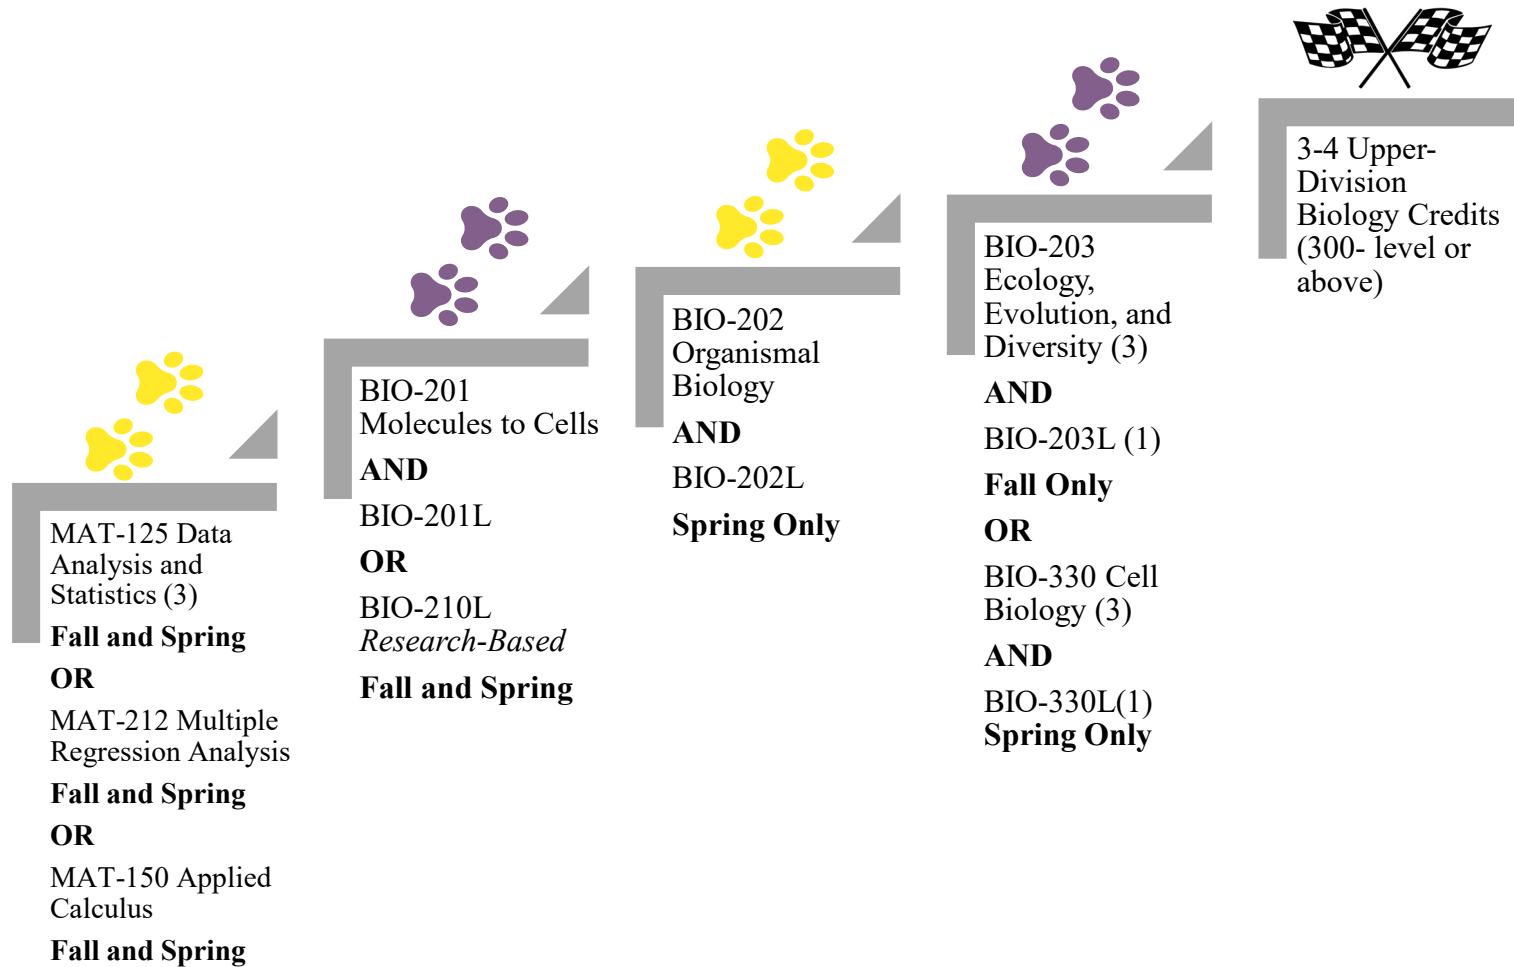 MAT-125 Data
Analysis and
Statistics (3)
Fall and Spring
OR
MAT-212 Multiple
Regression Analysis
Fall and Spring
OR
MAT-150 Applied
Calculus
Fall and Spring
BIO-201
Molecules to Cells
AND
BIO-201L
OR
BIO-210L
Research-Based
Fall and Spring
BIO-202
Organismal
Biology
AND
BIO-202L
Spring Only
BIO-203
Ecology,
Evolution, and
Diversity (3)
AND
BIO-203L (1)
Fall Only
OR
BIO-330 Cell
Biology (3)
AND
BIO-330L(1)
Spring Only
3-4 Upper-
Division
Biology Credits
(300- level or
above)